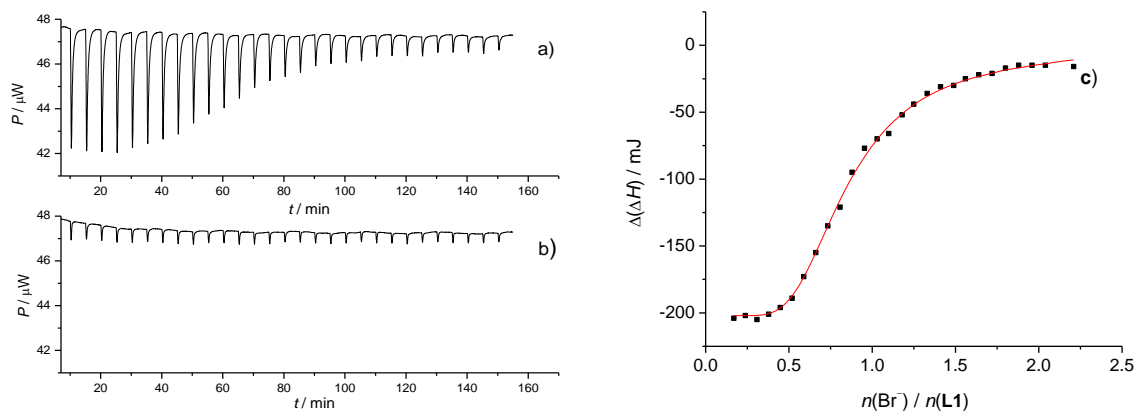 48
46
44
42
P / μW
a)
20 40 60 80 100 120 140 160
t / min
48
46
44
42
P / μW
b)
20 40 60 80 100 120 140 160
t / min
0
-50
-100
-150
-200
Δ(ΔH) / mJ
c)
0.0 0.5 1.0 1.5 2.0 2.5
n(Br⁻) / n(L1)